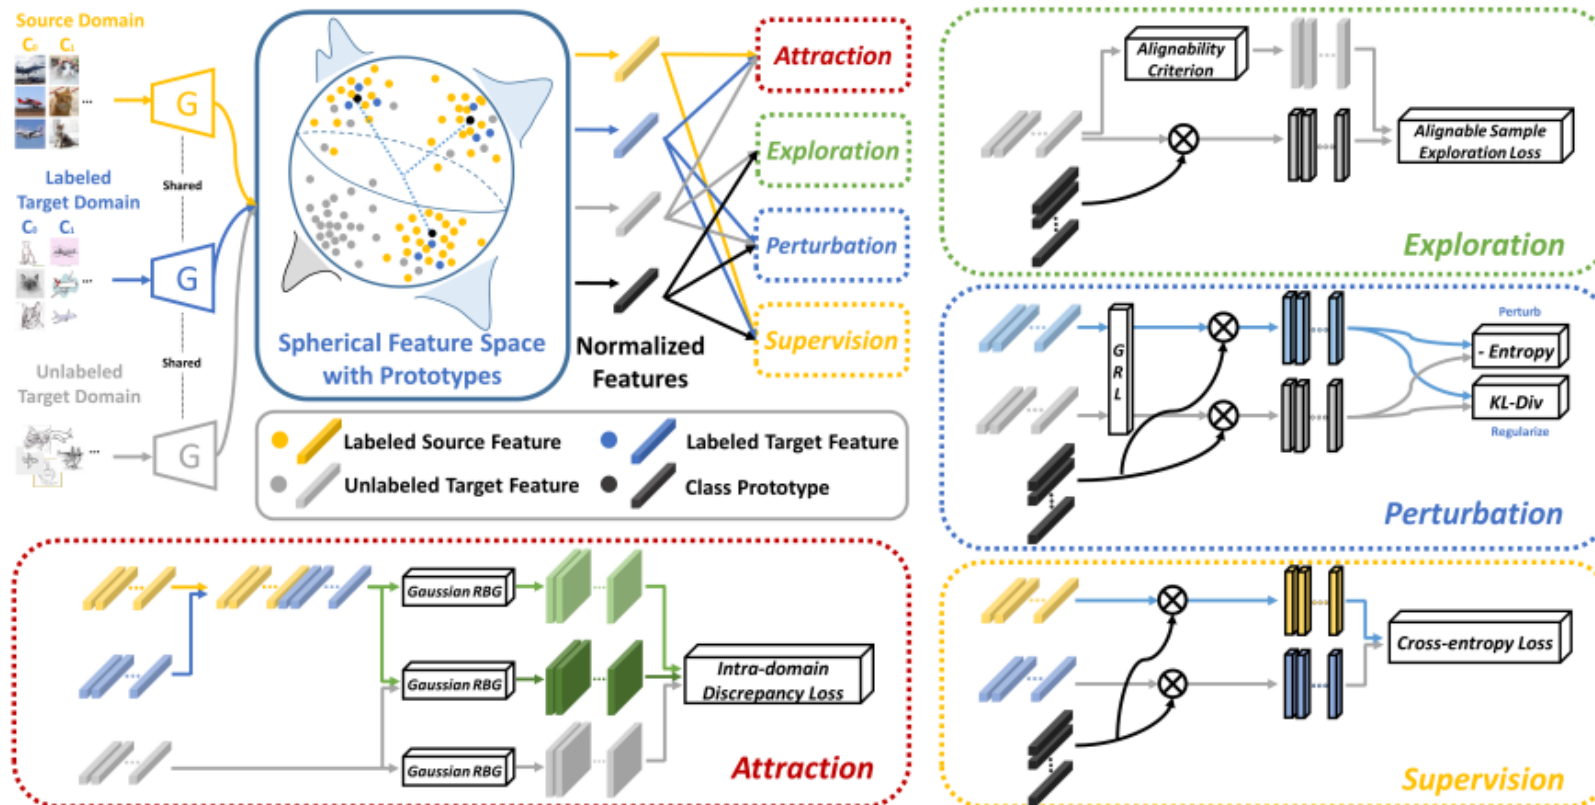 Source Domain
C₀ C₁
...
G
Shared
Labeled
Target Domain
C₀ C₁
...
G
Shared
Unlabeled
Target Domain
...
G
Spherical Feature Space
with Prototypes
Normalized
Features
Attraction
Exploration
Perturbation
Supervision
Labeled Source Feature
Labeled Target Feature
Unlabeled Target Feature
Class Prototype
Gaussian RBG
Gaussian RBG
Gaussian RBG
Intra-domain
Discrepancy Loss
Attraction
Alignability
Criterion
Alignable Sample
Exploration Loss
Exploration
G
R
L
Perturb
- Entropy
KL-Div
Regularize
Perturbation
Cross-entropy Loss
Supervision